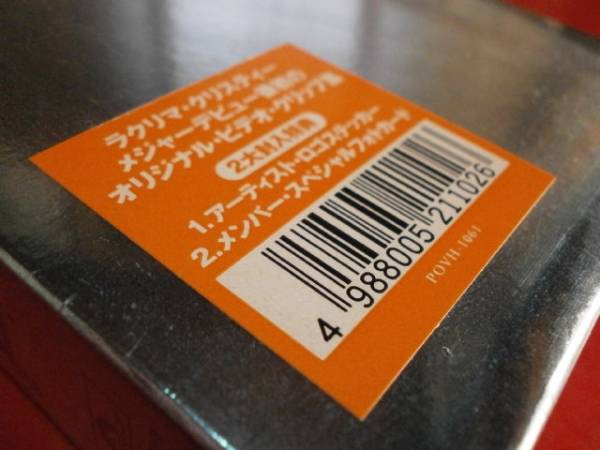 ラクリマ・クリスティー
メジャーデビュー最初の
オリジナル・ビデオ・クリップ集
2大封入特典
1.アーティスト・ロゴステッカー
2.メンバー・スペシャルフォトカード
4 988005 211026
POVH-1061